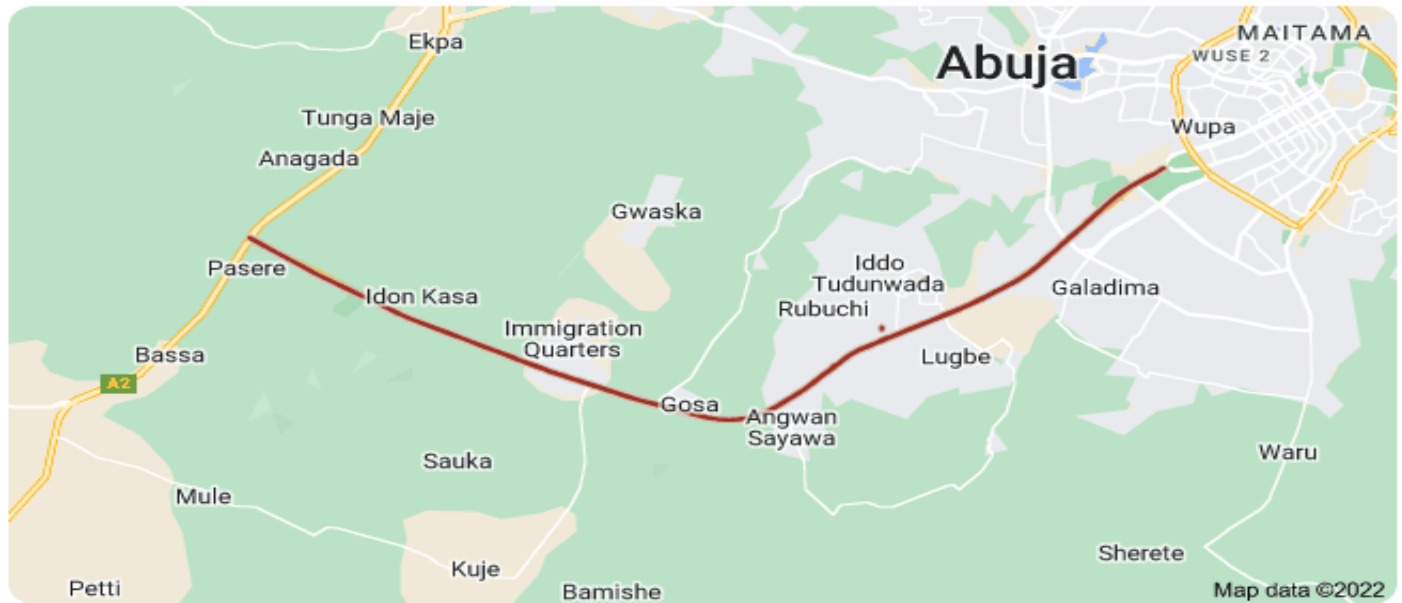 MAITAMA
Ekpa
WUSE 2
Abuja
Tunga Maje
Wupa
Anagada
Gwaska
Pasere
Iddo
Tudunwada
Galadima
Idon Kasa
Rubuchi
Immigration
Quarters
Bassa
Lugbe
A2
Gosa
Angwan
Sayawa
Waru
Sauka
Mule
Sherete
Kuje
Petti
Bamishe
Map data ©2022